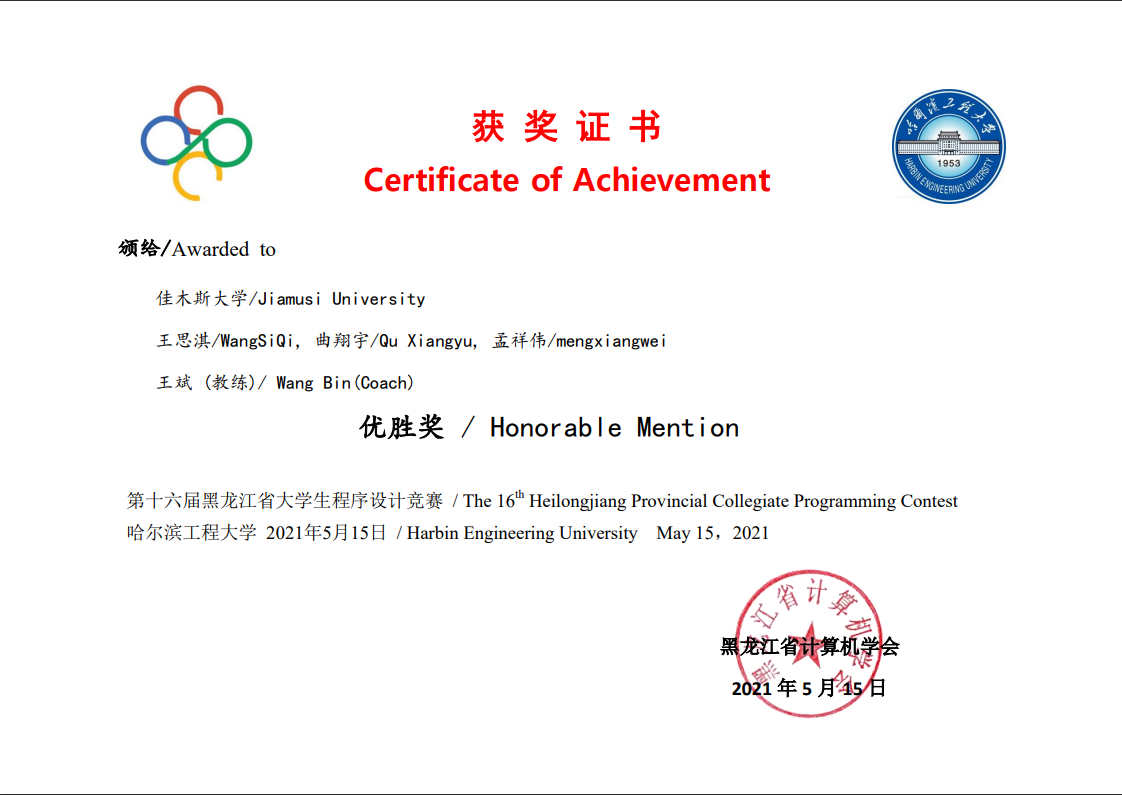 获奖证书
Certificate of Achievement
哈尔滨工程大学
1953
HARBIN ENGINEERING UNIVERSITY
颁给/Awarded to
佳木斯大学/Jiamusi University
王思淇/WangSiQi, 曲翔宇/Qu Xiangyu, 孟祥伟/mengxiangwei
王斌 (教练)/ Wang Bin(Coach)
优胜奖 / Honorable Mention
第十六届黑龙江省大学生程序设计竞赛 / The 16th Heilongjiang Provincial Collegiate Programming Contest
哈尔滨工程大学 2021年5月15日 / Harbin Engineering University May 15，2021
黑龙江省计算机学会
黑龙江省计算机学会
2021 年 5 月 15 日